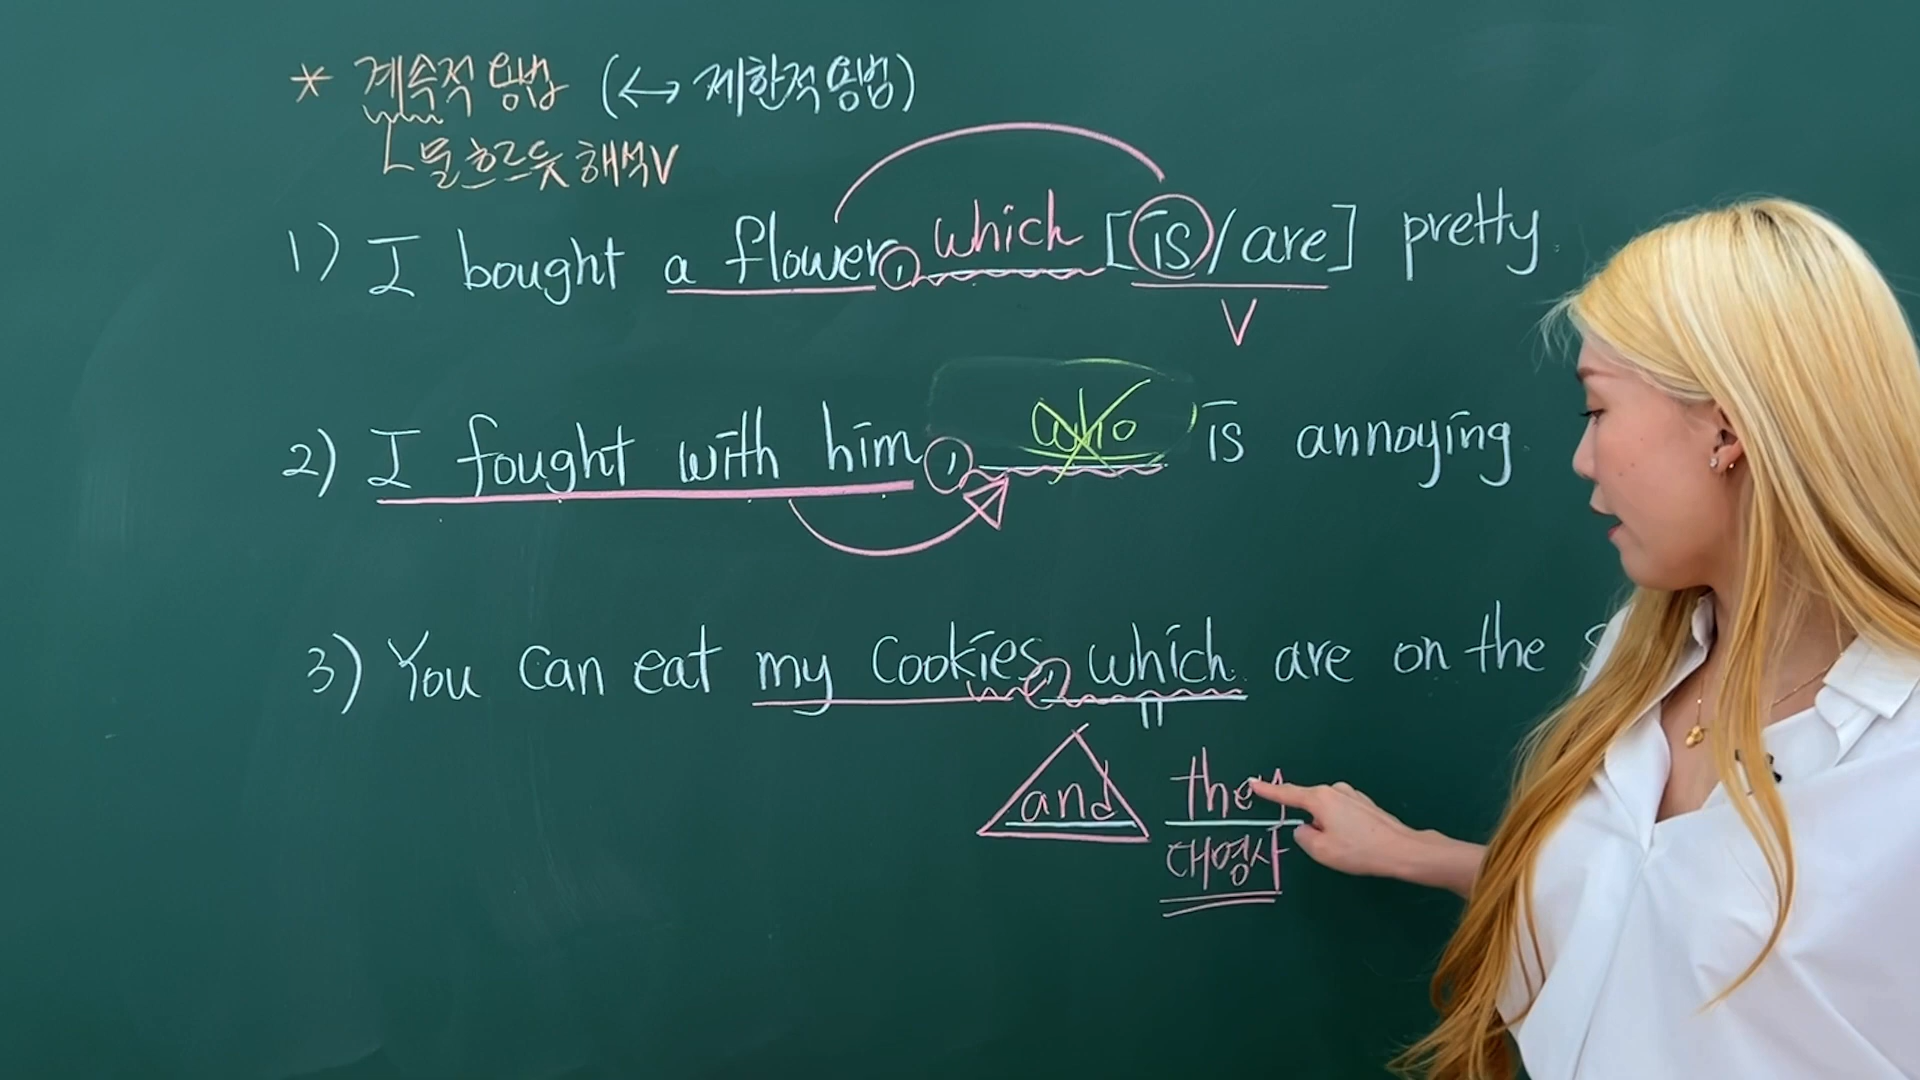 * 계속적 용법 (↔ 제한적 용법)
ㄴ물 흐르듯 해석V
1) I bought a flower, which [is/are] pretty.
V
2) I fought with him, who is annoying.
3) You can eat my cookies, which are on the
and they
대명사